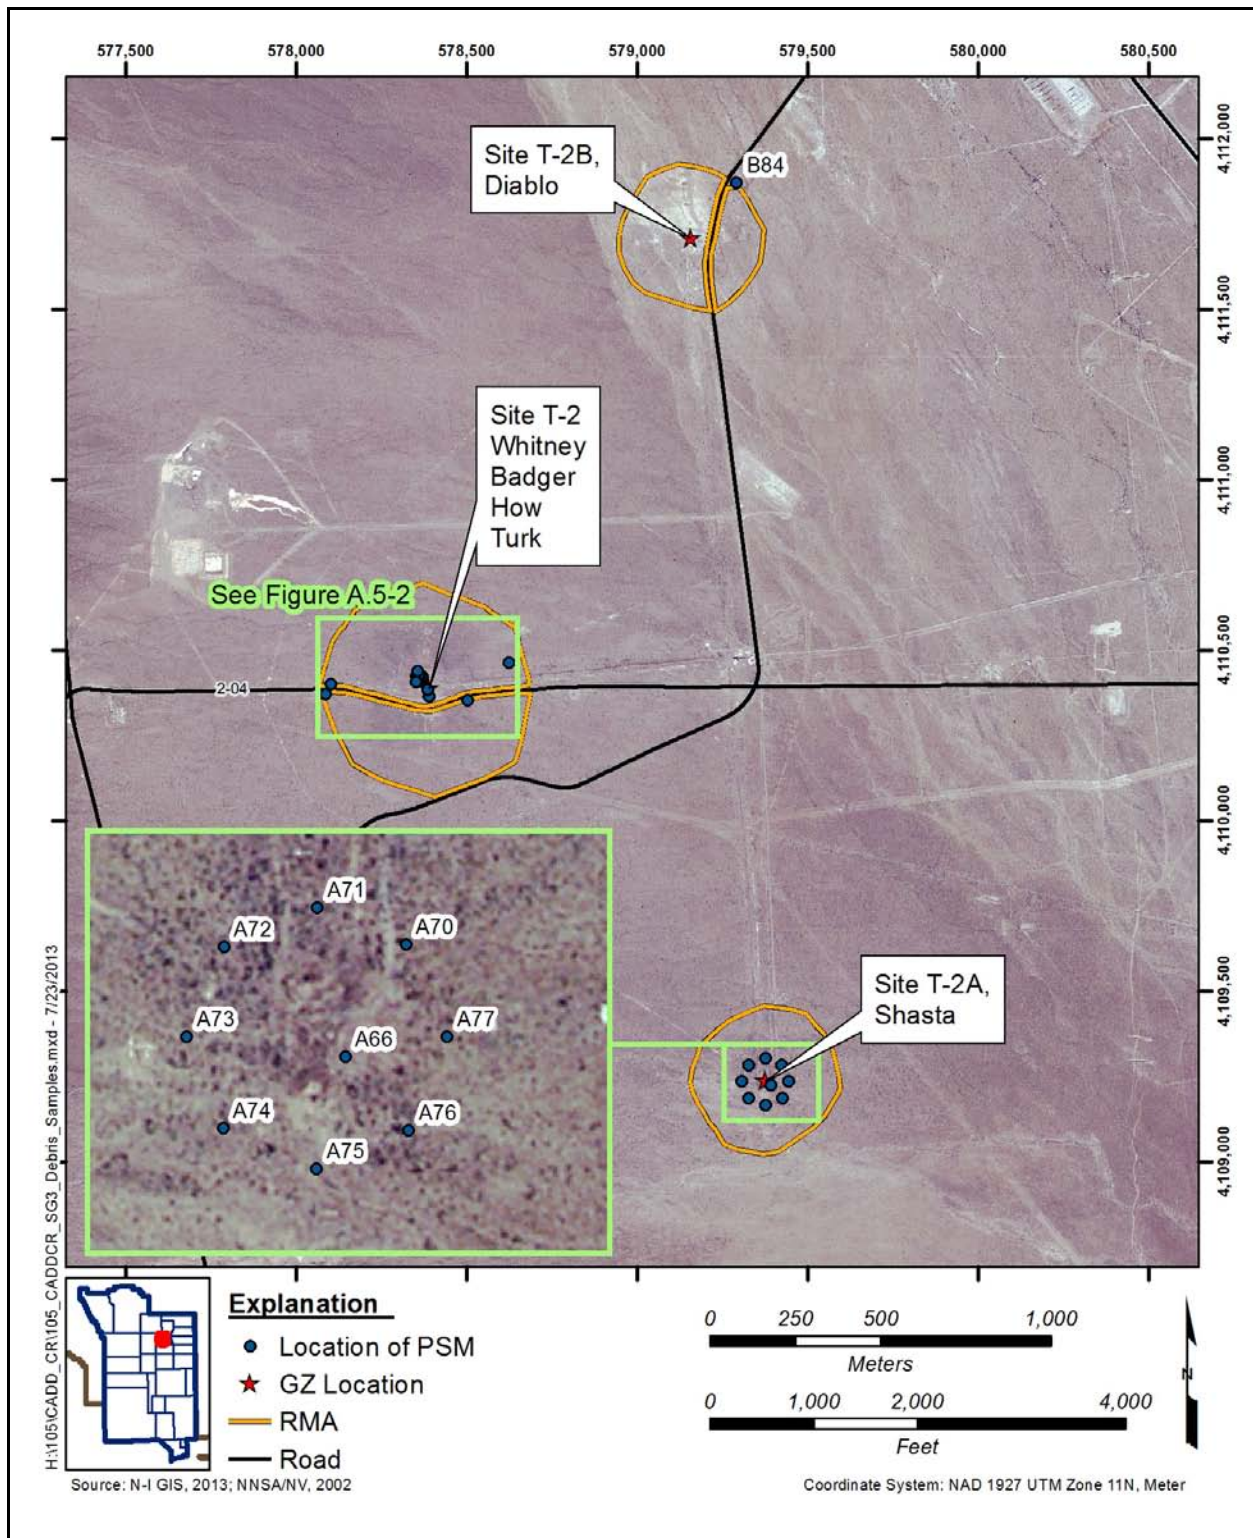 577,500
578,000
578,500
579,000
579,500
580,000
580,500
4,112,000
4,111,500
4,111,000
4,110,500
4,110,000
4,109,500
4,109,000
Site T-2B,
Diablo
B84
Site T-2
Whitney
Badger
How
Turk
See Figure A.5-2
2-04
A71
A72
A70
A73
A66
A77
A74
A76
A75
Site T-2A,
Shasta
H:\105\CADD_CR\105_CADDCR_SG3_Debris_Samples.mxd - 7/23/2013
Explanation
Location of PSM
GZ Location
RMA
Road
0 250 500 1,000
Meters
0 1,000 2,000 4,000
Feet
N
Source: N-I GIS, 2013; NNSA/NV, 2002
Coordinate System: NAD 1927 UTM Zone 11N, Meter